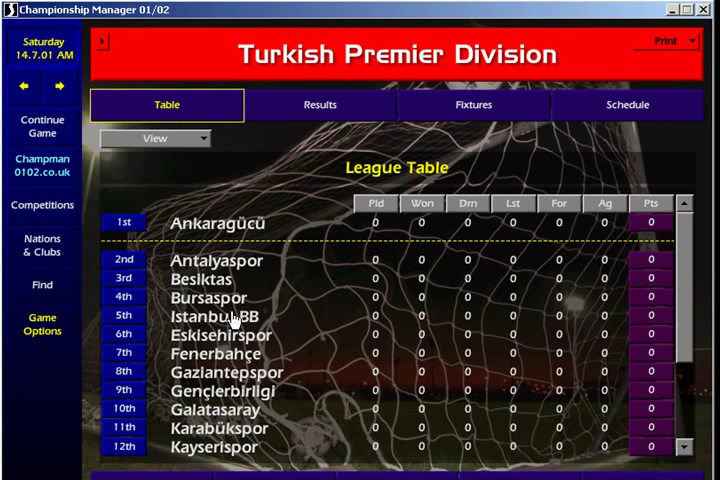 Championship Manager 01/02
Saturday
14.7.01 AM
Continue
Game
Champman
0102.co.uk
Competitions
Nations
& Clubs
Find
Game
Options
Turkish Premier Division
Print
Table Results Fixtures Schedule
View
League Table
Pld Won Drn Lst For Ag Pts
1st Ankaragücü 0 0 0 0 0 0 0
2nd Antalyaspor 0 0 0 0 0 0 0
3rd Besiktas 0 0 0 0 0 0 0
4th Bursaspor 0 0 0 0 0 0 0
5th Istanbul BB 0 0 0 0 0 0 0
6th Eskisehirspor 0 0 0 0 0 0 0
7th Fenerbahçe 0 0 0 0 0 0 0
8th Gaziantepspor 0 0 0 0 0 0 0
9th Gençlerbirligi 0 0 0 0 0 0 0
10th Galatasaray 0 0 0 0 0 0 0
11th Karabükspor 0 0 0 0 0 0 0
12th Kayserispor 0 0 0 0 0 0 0